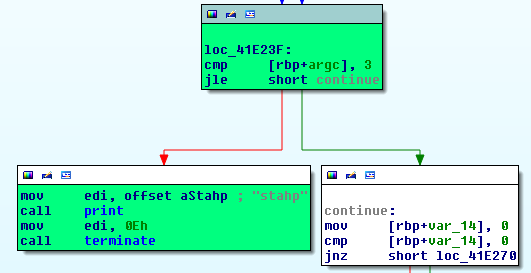 loc_41E23F:
cmp [rbp+argc], 3
jle short continue
mov edi, offset aStahp ; "stahp"
call print
mov edi, 0Eh
call terminate
continue:
mov [rbp+var_14], 0
cmp [rbp+var_14], 0
jnz short loc_41E270